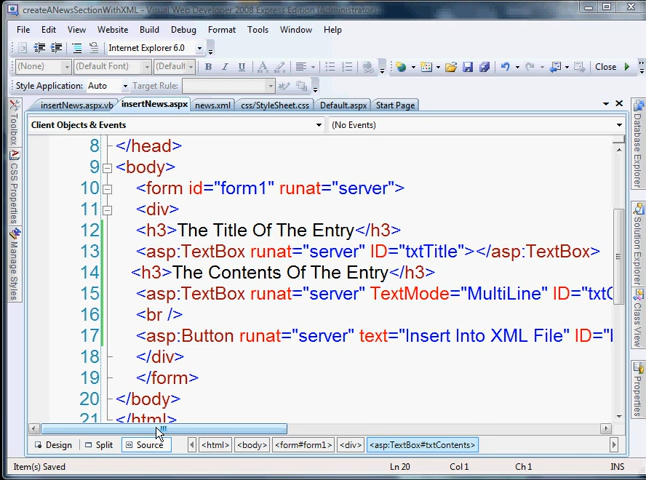 createANewsSectionWithXML - Visual Web Developer 2008 Express Edition (Administrator)
File Edit View Website Build Debug Format Tools Window Help
Internet Explorer 6.0
(None) (Default Font) (Default
Style Application: Auto Target Rule:
Close
insertNews.aspx.vb insertNews.aspx news.xml css/StyleSheet.css Default.aspx Start Page
Client Objects & Events (No Events)
8 </head>
9 <body>
10 <form id="form1" runat="server">
11 <div>
12 <h3>The Title Of The Entry</h3>
13 <asp:TextBox runat="server" ID="txtTitle"></asp:TextBox>
14 <h3>The Contents Of The Entry</h3>
15 <asp:TextBox runat="server" TextMode="MultiLine" ID="txtC
16 <br />
17 <asp:Button runat="server" text="Insert Into XML File" ID=
18 </div>
19 </form>
20 </body>
21 </html>
Toolbox
CSS Properties
Manage Styles
Database Explorer
Solution Explorer
Class View
Properties
Design Split Source <html> <body> <form#form1> <div> <asp:TextBox#txtContents>
Item(s) Saved Ln 20 Col 1 Ch 1 INS